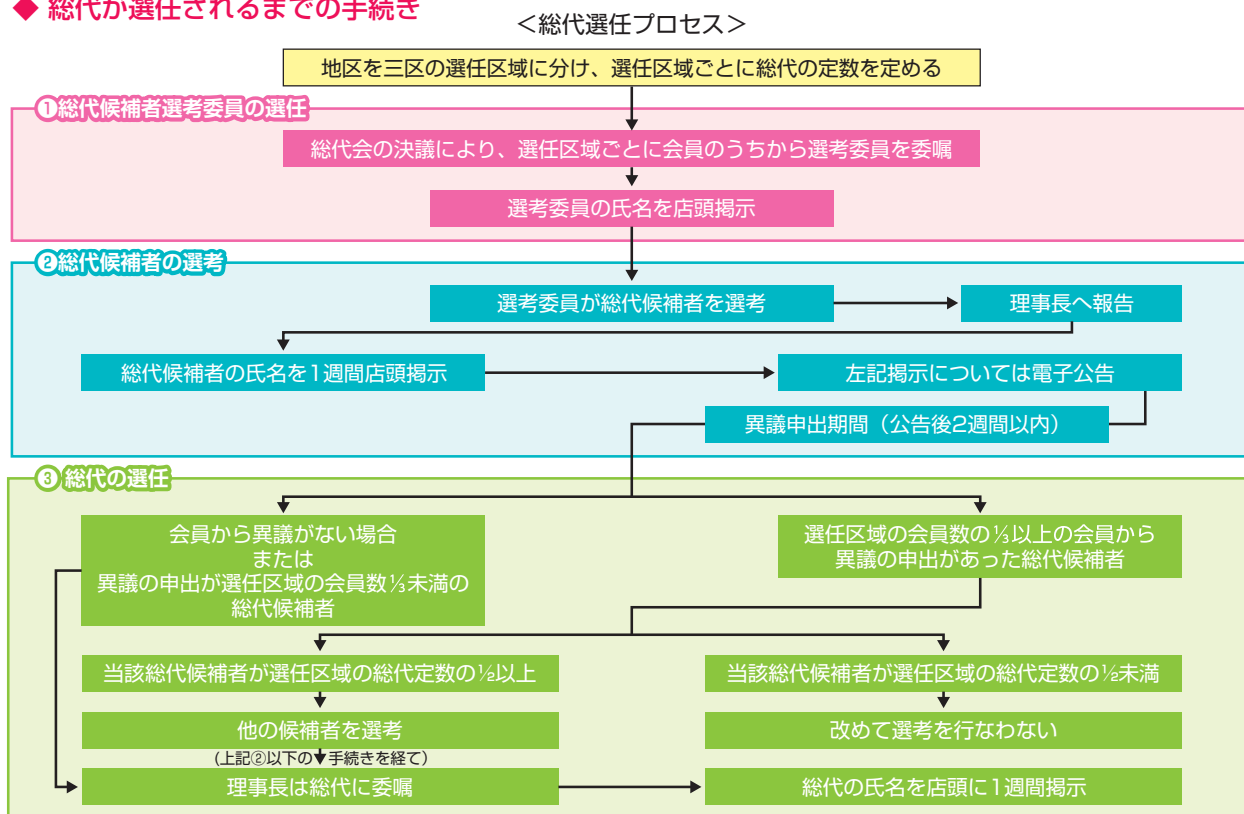 ◆ 総代が選任されるまでの手続き
＜総代選任プロセス＞
地区を三区の選任区域に分け、選任区域ごとに総代の定数を定める
①総代候補者選考委員の選任
総代会の決議により、選任区域ごとに会員のうちから選考委員を委嘱
選考委員の氏名を店頭掲示
②総代候補者の選考
選考委員が総代候補者を選考
理事長へ報告
総代候補者の氏名を1週間店頭掲示
左記掲示については電子公告
異議申出期間（公告後2週間以内）
③総代の選任
会員から異議がない場合
または
異議の申出が選任区域の会員数⅓未満の
総代候補者
選任区域の会員数の⅓以上の会員から
異議の申出があった総代候補者
当該総代候補者が選任区域の総代定数の½以上
当該総代候補者が選任区域の総代定数の½未満
他の候補者を選考
改めて選考を行なわない
(上記②以下の手続きを経て)
理事長は総代に委嘱
総代の氏名を店頭に1週間掲示